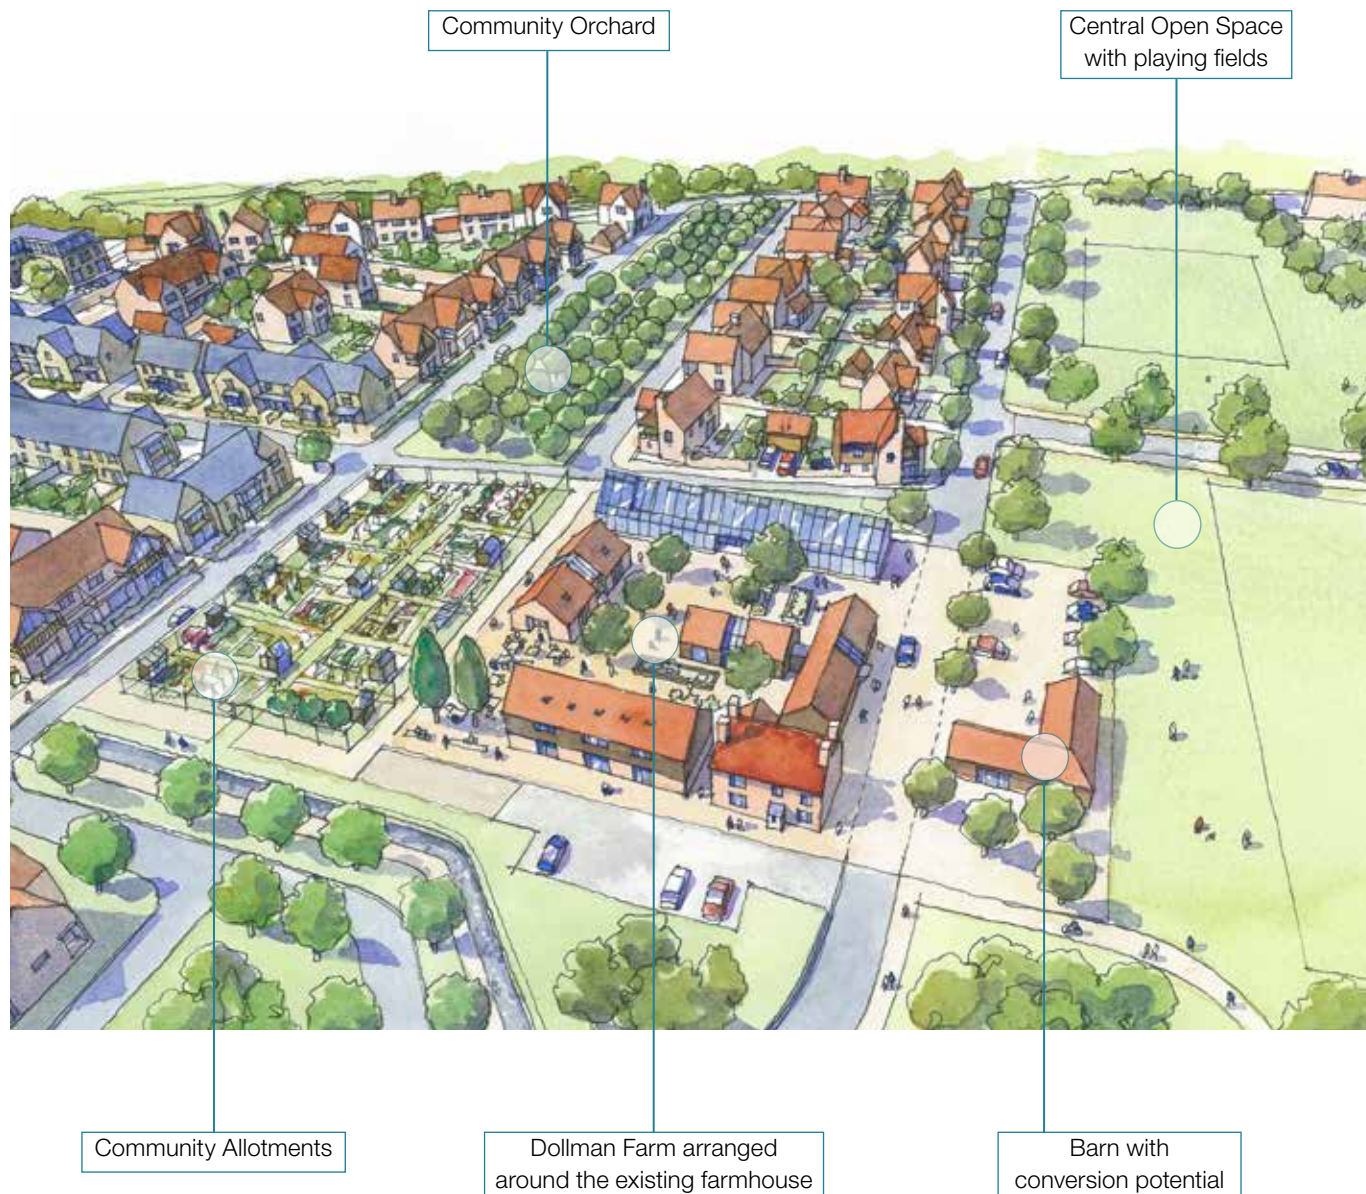 Community Orchard
Central Open Space
with playing fields
Community Allotments
Dollman Farm arranged
around the existing farmhouse
Barn with
conversion potential